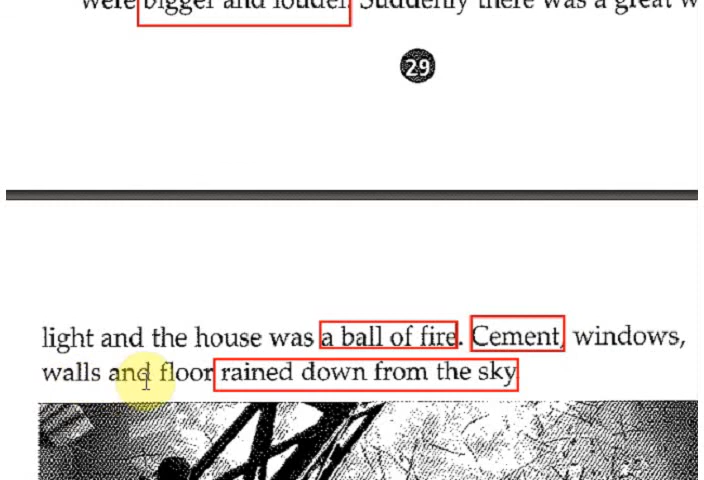 were bigger and louder. Suddenly there was a great w
29
light and the house was a ball of fire. Cement, windows,
walls and floor rained down from the sky